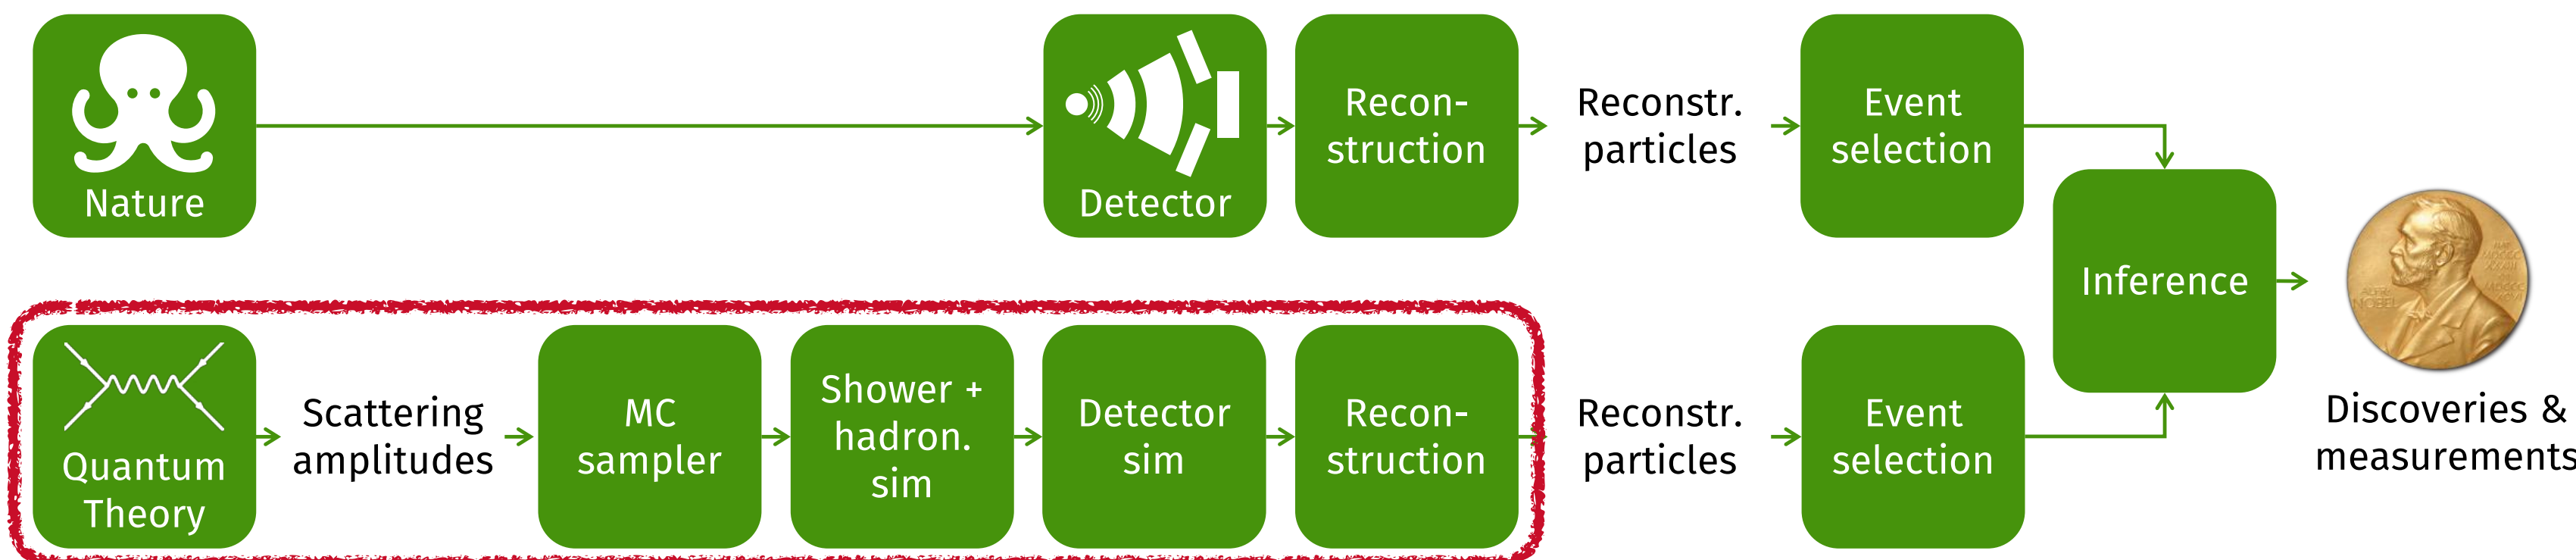 Nature
Detector
Recon-
struction
Reconstr.
particles
Event
selection
Inference
Discoveries &
measurements
Quantum
Theory
Scattering
amplitudes
MC
sampler
Shower +
hadron.
sim
Detector
sim
Recon-
struction
Reconstr.
particles
Event
selection